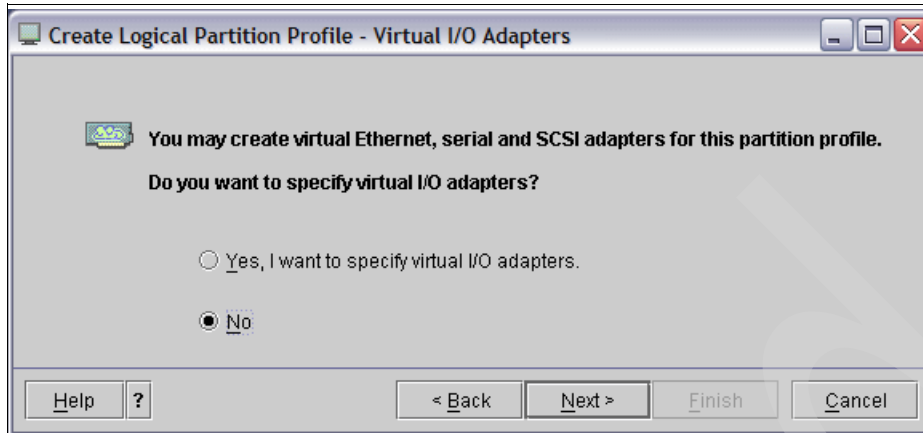 Create Logical Partition Profile - Virtual I/O Adapters
You may create virtual Ethernet, serial and SCSI adapters for this partition profile.
Do you want to specify virtual I/O adapters?
Yes, I want to specify virtual I/O adapters.
No
Help ? < Back Next > Finish Cancel